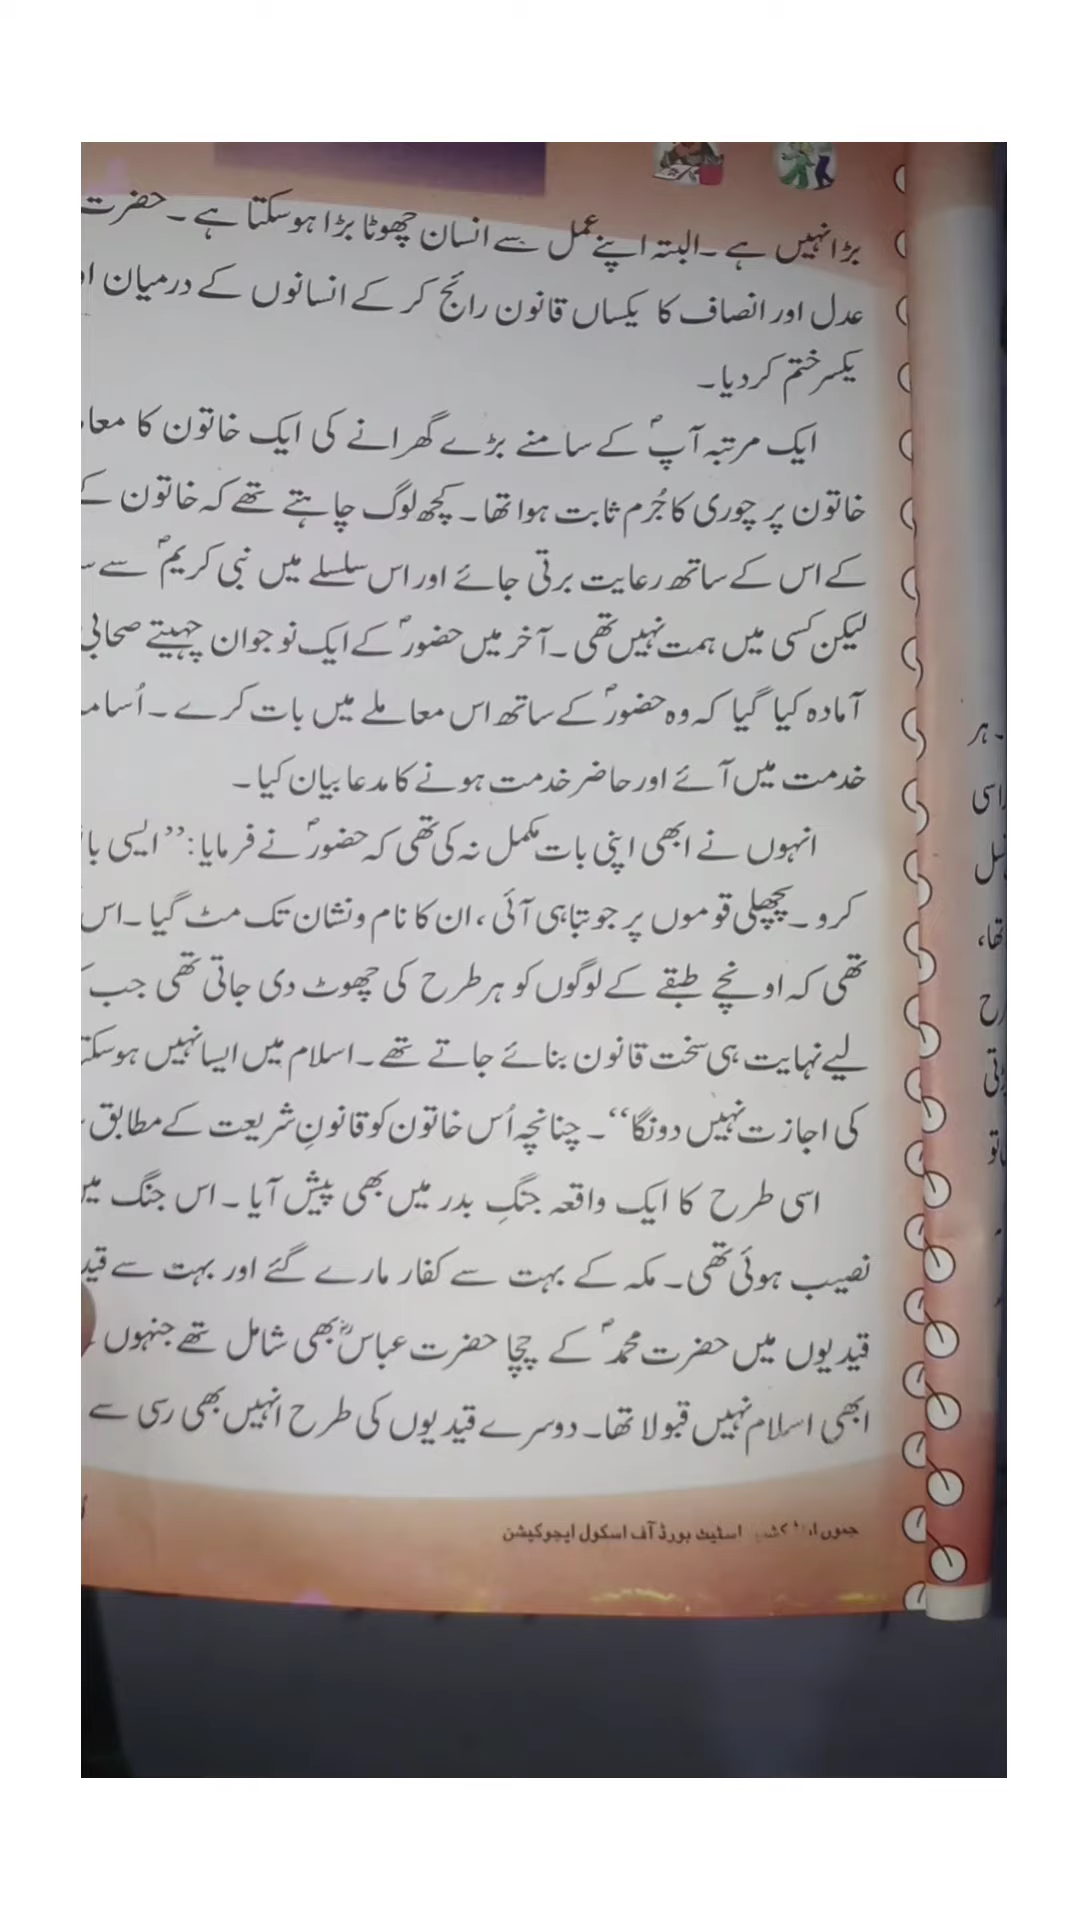 بڑا نہیں ہے ۔ البتہ اپنے عمل سے انسان چھوٹا بڑا ہوسکتا ہے ۔ حضرت
عدل اور انصاف کا یکساں قانون رائج کر کے انسانوں کے درمیان
یکسر ختم کر دیا۔
ایک مرتبہ آپؐ کے سامنے بڑے گھرانے کی ایک خاتون کا
خاتون پر چوری کا جُرم ثابت ہوا تھا۔ کچھ لوگ چاہتے تھے کہ خاتون کے
کے اس کے ساتھ رعایت برتی جائے اور اس سلسلے میں نبی کریمؐ سے
لیکن کسی میں ہمت نہیں تھی ۔ آخر میں حضورؐ کے ایک نوجوان چہیتے صحابی
آمادہ کیا گیا کہ وہ حضورؐ کے ساتھ اس معاملے میں بات کرے ۔
خدمت میں آئے اور حاضر خدمت ہونے کا مدعا بیان کیا۔
انہوں نے ابھی اپنی بات مکمل نہ کی تھی کہ حضورؐ نے فرمایا: ”ایسی
کرو ۔ پچھلی قوموں پر جو تباہی آئی ، ان کا نام و نشان تک مٹ گیا ۔ اس
تھی کہ اونچے طبقے کے لوگوں کو ہر طرح کی چھوٹ دی جاتی تھی جب
لیے نہایت ہی سخت قانون بنائے جاتے تھے ۔ اسلام میں ایسا نہیں
کی اجازت نہیں دونگا“ ۔ چنانچہ اُس خاتون کو قانونِ شریعت کے مطابق
اسی طرح کا ایک واقعہ جنگِ بدر میں بھی پیش آیا ۔ اس جنگ
نصیب ہوئی تھی ۔ مکہ کے بہت سے کفار مارے گئے اور بہت سے
قیدیوں میں حضرت محمدؐ کے چچا حضرت عباسؓ بھی شامل تھے جنہوں
ابھی اسلام نہیں قبولا تھا۔ دوسرے قیدیوں کی طرح انہیں بھی رسی سے
جموں اسٹیٹ بورڈ آف اسکول ایجوکیشن